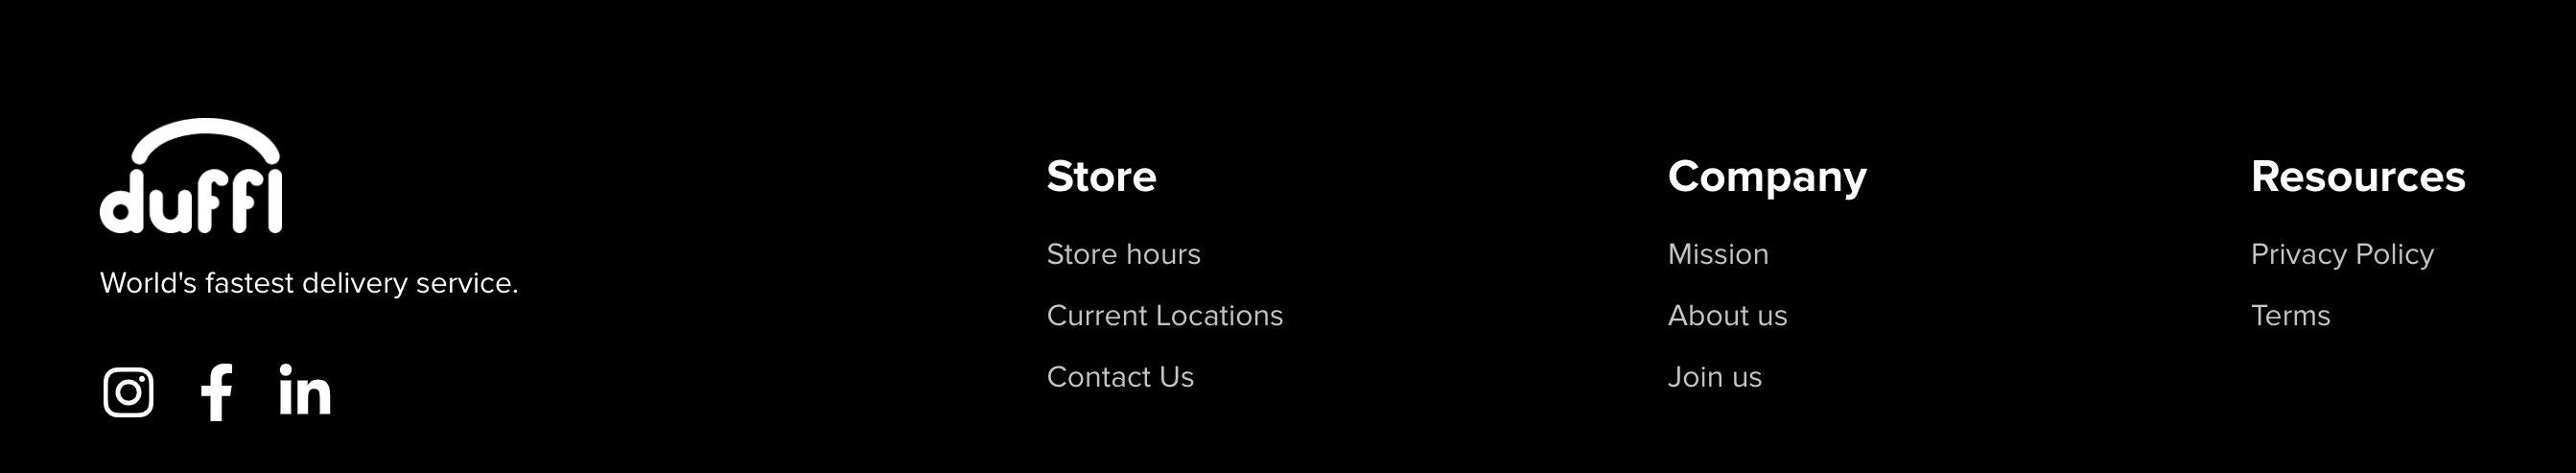 duffl
World's fastest delivery service.
Store
Store hours
Current Locations
Contact Us
Company
Mission
About us
Join us
Resources
Privacy Policy
Terms